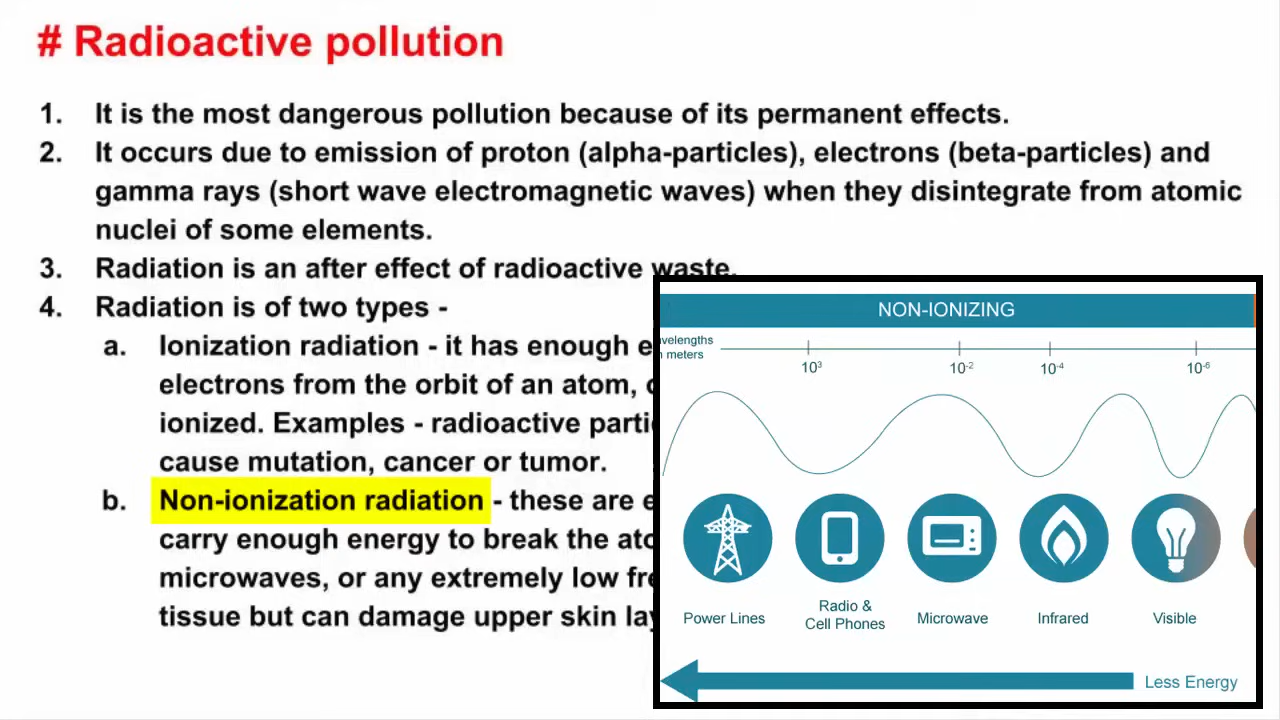 # Radioactive pollution
1. It is the most dangerous pollution because of its permanent effects.
2. It occurs due to emission of proton (alpha-particles), electrons (beta-particles) and
gamma rays (short wave electromagnetic waves) when they disintegrate from atomic
nuclei of some elements.
3. Radiation is an after effect of radioactive waste.
4. Radiation is of two types -
a. Ionization radiation - it has enough
electrons from the orbit of an atom,
ionized. Examples - radioactive
cause mutation, cancer or tumor.
b. Non-ionization radiation - these are
carry enough energy to break the
microwaves, or any extremely low
tissue but can damage upper skin
NON-IONIZING
meters
10³ 10⁻² 10⁻⁴ 10⁻⁶
Power Lines
Radio &
Cell Phones
Microwave
Infrared
Visible
Less Energy